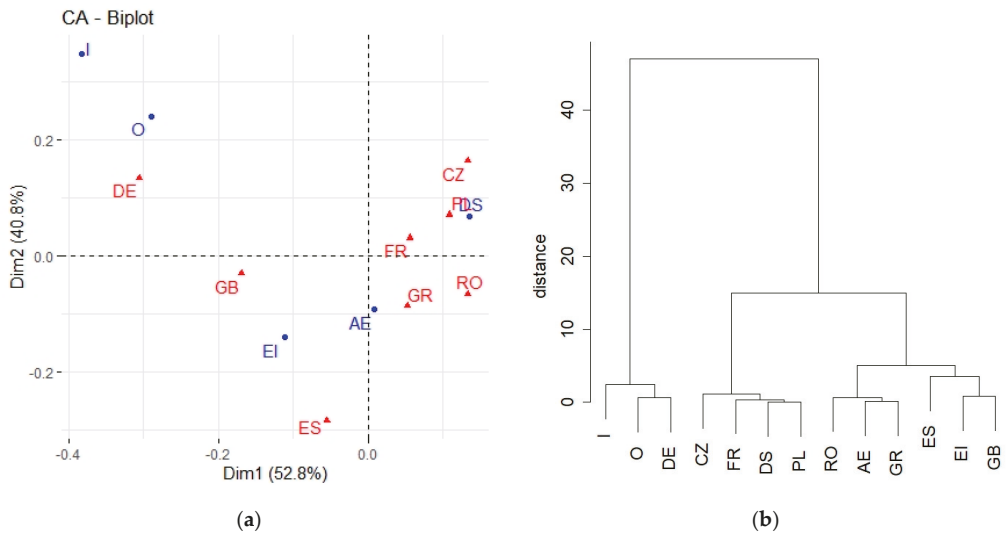 CA - Biplot
I
O
0.2
DE
CZ
PL
DS
FR
0.0
GB
RO
GR
AE
EI
-0.2
ES
-0.4
-0.2
0.0
Dim1 (52.8%)
Dim2 (40.8%)
(a)
distance
40
30
20
10
0
I
O
DE
CZ
FR
DS
PL
RO
AE
GR
ES
EI
GB
(b)